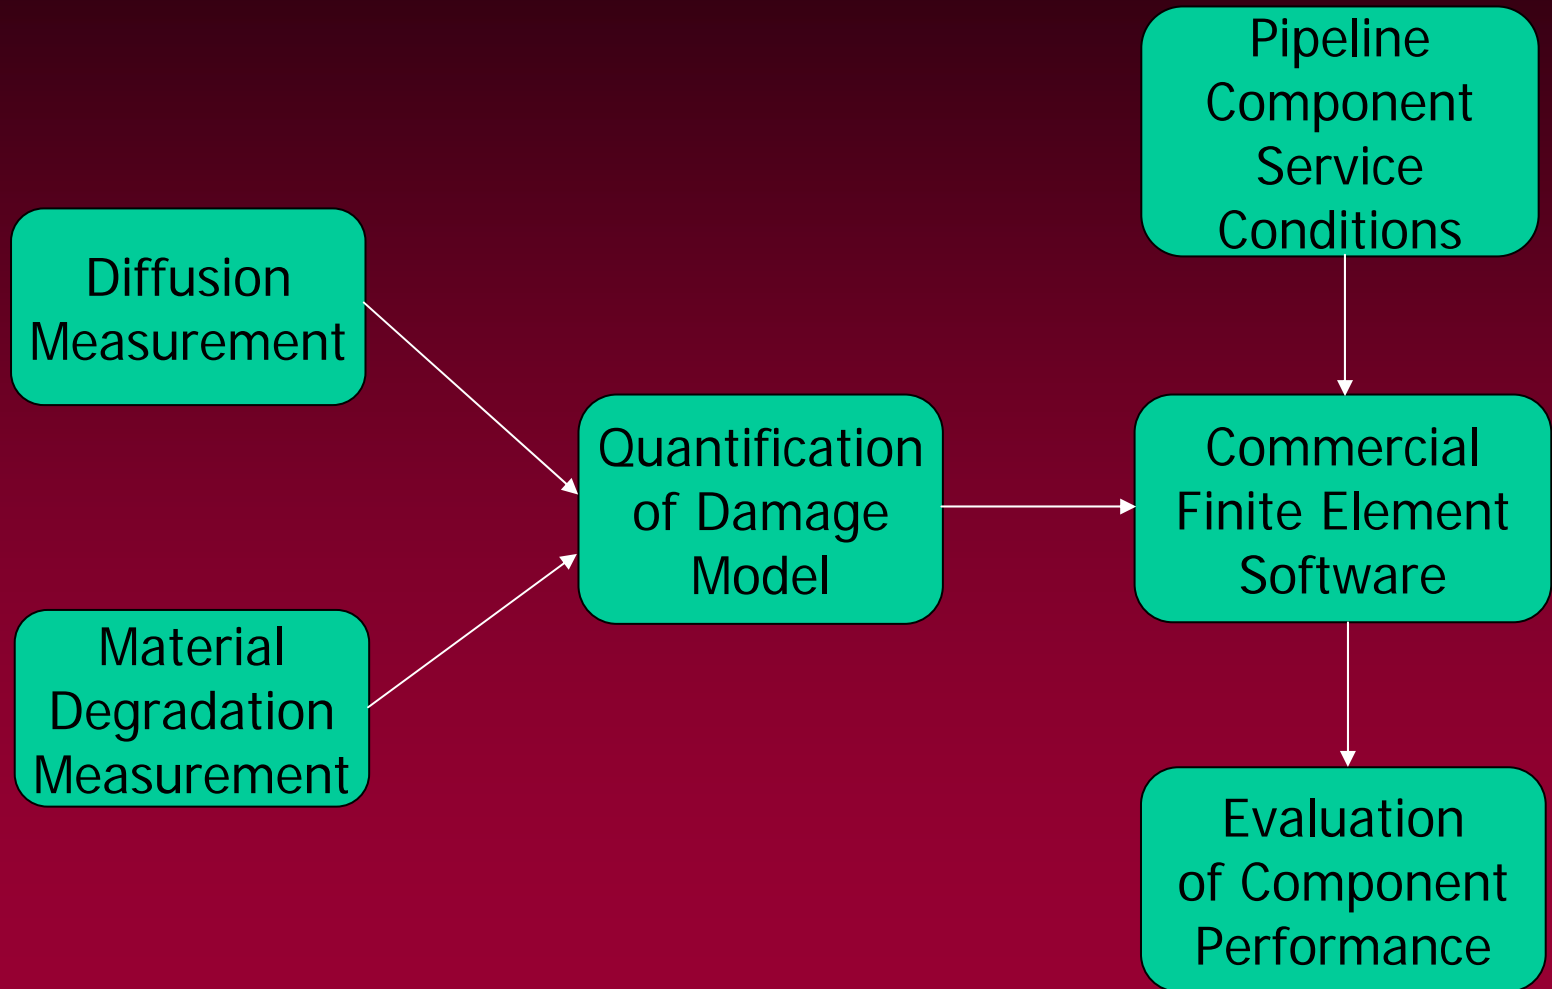 Pipeline
Component
Service
Conditions
Diffusion
Measurement
Quantification
of Damage
Model
Commercial
Finite Element
Software
Material
Degradation
Measurement
Evaluation
of Component
Performance